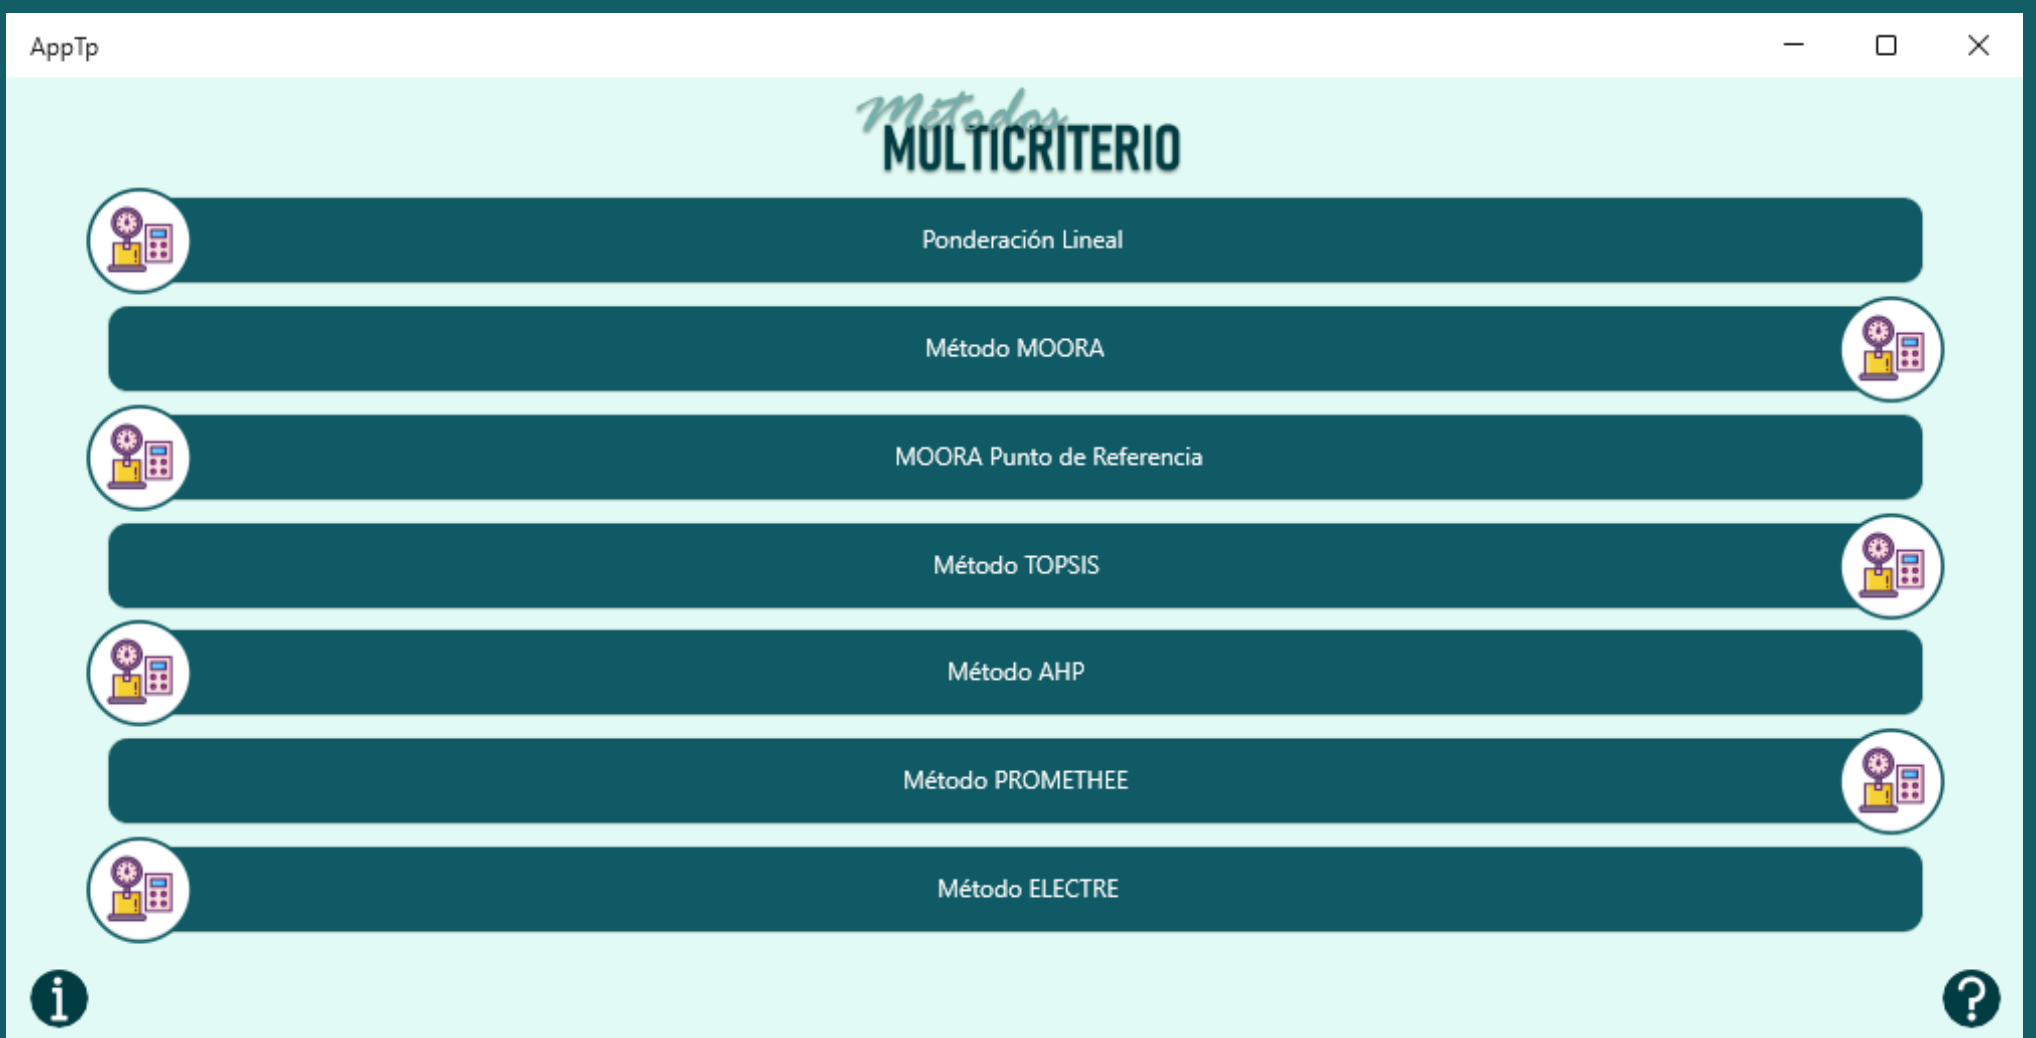 AppTp
Métodos
MULTICRITERIO
Ponderación Lineal
Método MOORA
MOORA Punto de Referencia
Método TOPSIS
Método AHP
Método PROMETHEE
Método ELECTRE
i
?